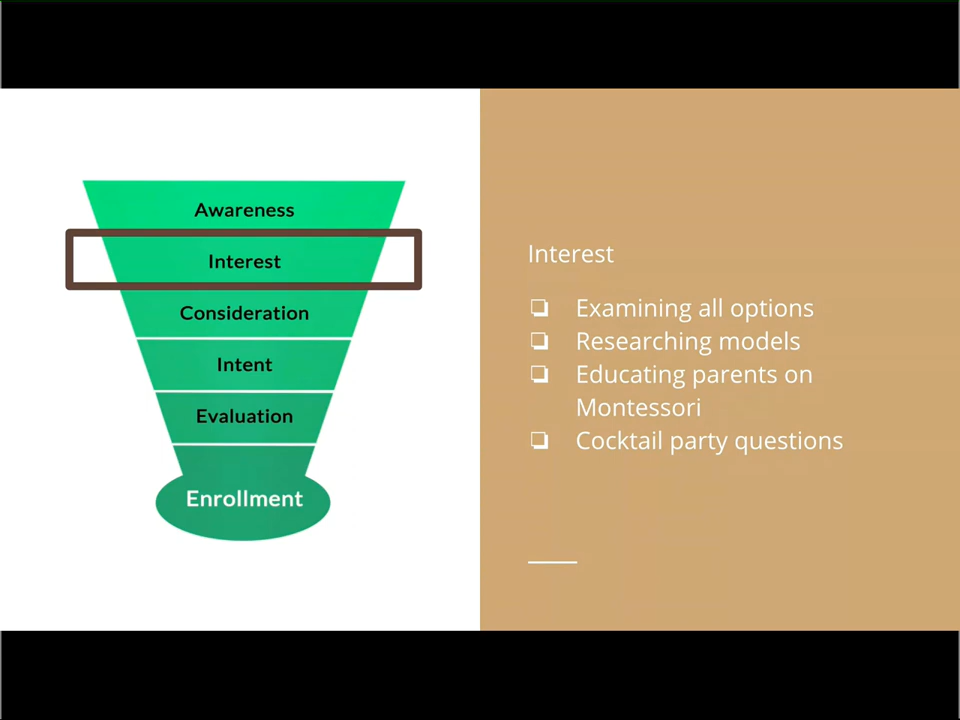 Awareness
Interest
Consideration
Intent
Evaluation
Enrollment
Interest
❏ Examining all options
❏ Researching models
❏ Educating parents on
Montessori
❏ Cocktail party questions